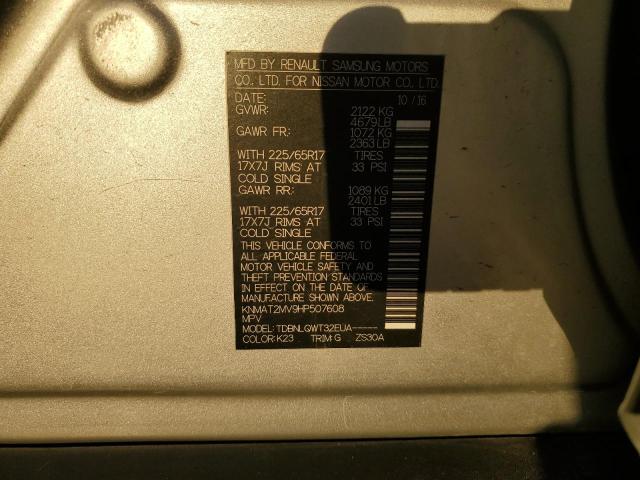 MFD BY RENAULT SAMSUNG MOTORS
CO., LTD. FOR NISSAN MOTOR CO., LTD.
DATE: 10/16
GVWR: 2122 KG
4679 LB
GAWR FR: 1072 KG
2363 LB
WITH 225/65R17 TIRES
17X7J RIMS AT 33 PSI
COLD SINGLE
GAWR RR: 1089 KG
2401 LB
WITH 225/65R17 TIRES
17X7J RIMS AT 33 PSI
COLD SINGLE
THIS VEHICLE CONFORMS TO
ALL APPLICABLE FEDERAL
MOTOR VEHICLE SAFETY AND
THEFT PREVENTION STANDARDS
IN EFFECT ON THE DATE OF
MANUFACTURE SHOWN ABOVE.
KNMAT2MV9HP507608
MPV
MODEL: TDBNLQWT32EUA-----
COLOR: K23 TRIM: G ZS30A